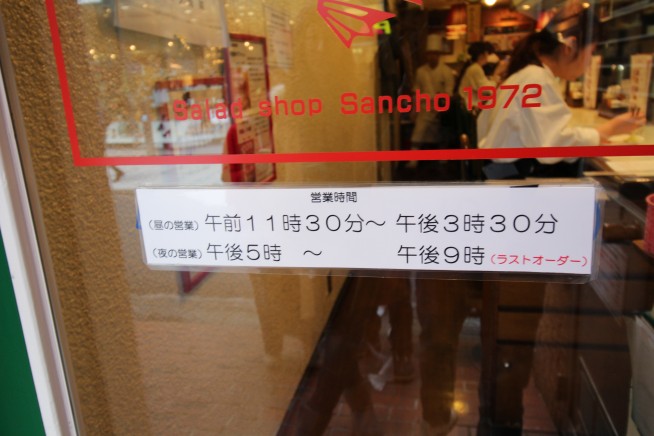 Salad shop Sancho 1972
営業時間
(昼の営業)午前11時30分〜 午後3時30分
(夜の営業)午後5時 〜 午後9時(ラストオーダー)